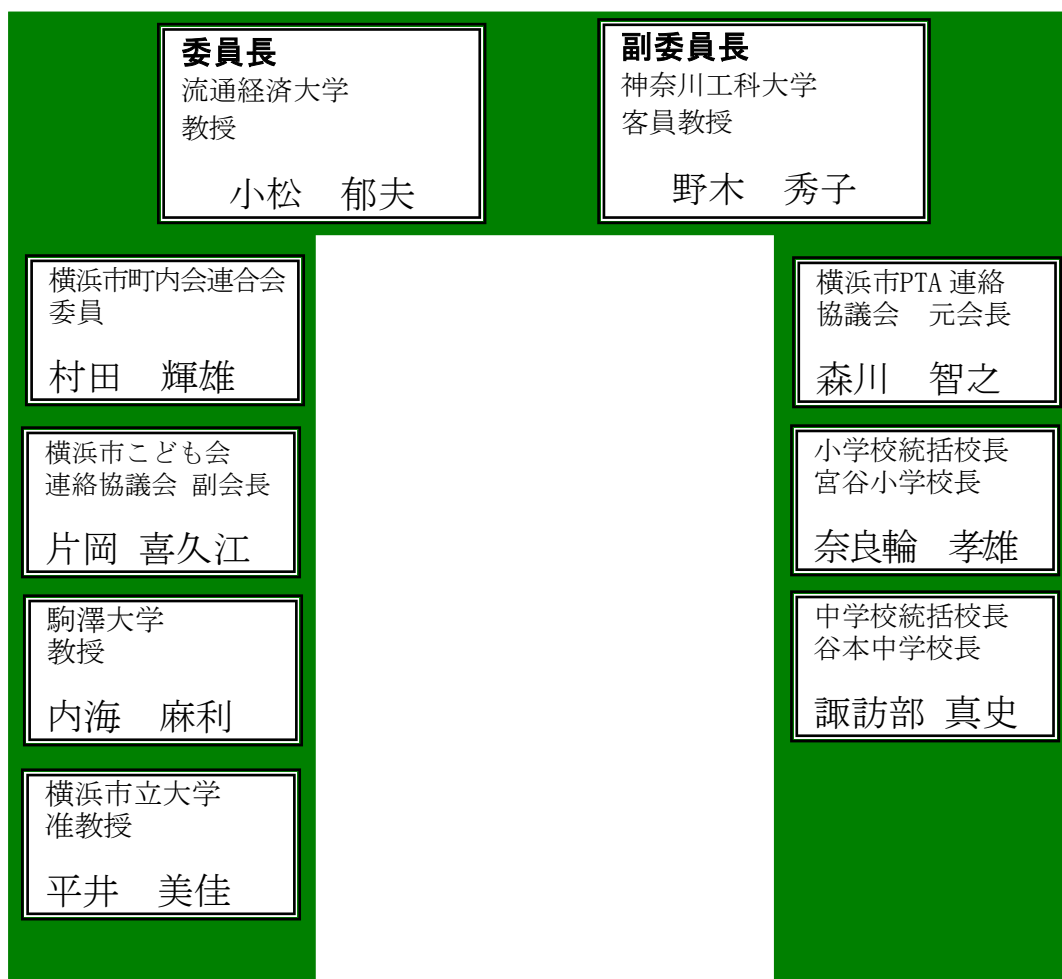 委員長
流通経済大学
教授
小松　郁夫
副委員長
神奈川工科大学
客員教授
野木　秀子
横浜市町内会連合会
委員
村田　輝雄
横浜市こども会
連絡協議会 副会長
片岡 喜久江
駒澤大学
教授
内海　麻利
横浜市立大学
准教授
平井　美佳
横浜市PTA 連絡
協議会　元会長
森川　智之
小学校統括校長
宮谷小学校長
奈良輪　孝雄
中学校統括校長
谷本中学校長
諏訪部 真史